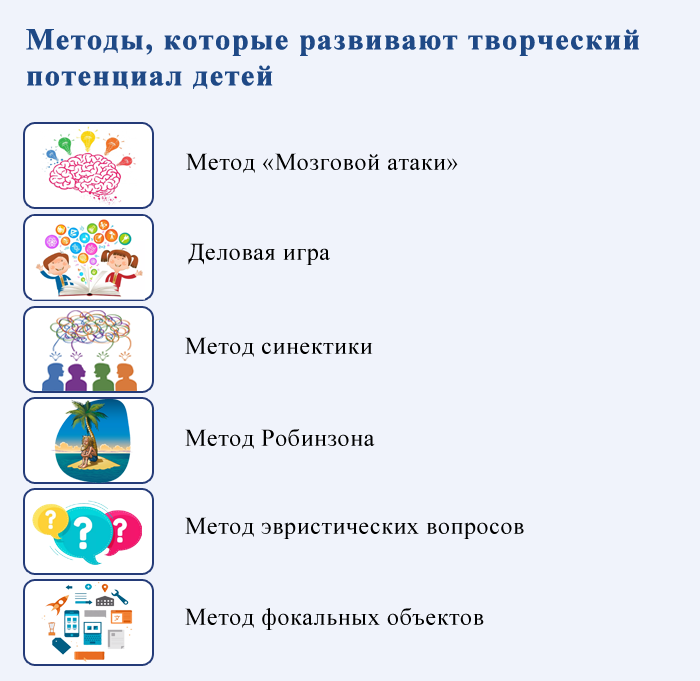 Методы, которые развивают творческий
потенциал детей
Метод «Мозговой атаки»
Деловая игра
Метод синектики
Метод Робинзона
? ? ?
Метод эвристических вопросов
Метод фокальных объектов